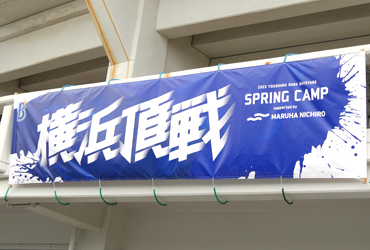 横浜頂戦
2022 YOKOHAMA DeNA BAYSTARS
SPRING CAMP
supported by
MARUHA NICHIRO